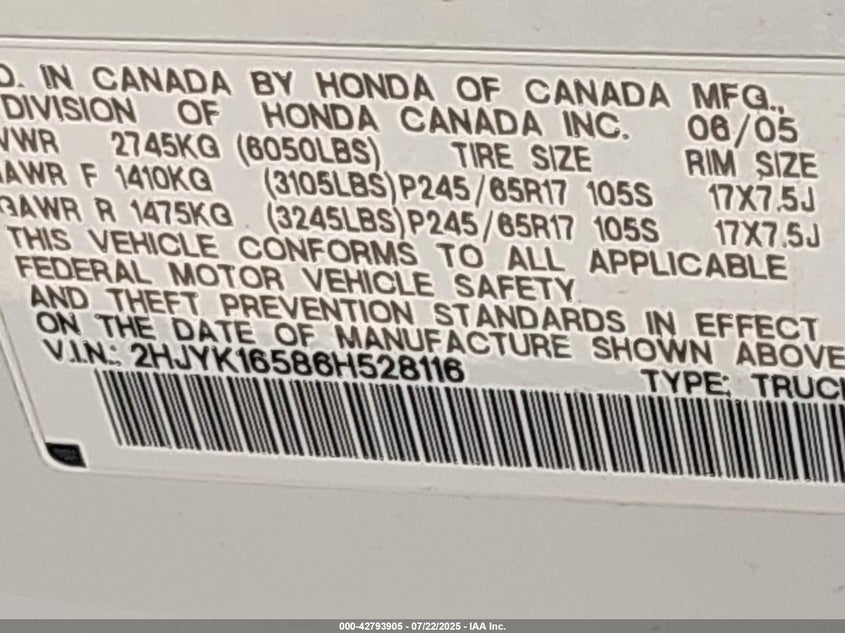 D. IN CANADA BY HONDA OF CANADA MFG.,
DIVISION OF HONDA CANADA INC. 06/05
VWR 2745KG (6050LBS) TIRE SIZE RIM SIZE
AWR F 1410KG (3105LBS)P245/65R17 105S 17X7.5J
GAWR R 1475KG (3245LBS)P245/65R17 105S 17X7.5J
THIS VEHICLE CONFORMS TO ALL APPLICABLE
FEDERAL MOTOR VEHICLE SAFETY
AND THEFT PREVENTION STANDARDS IN EFFECT
ON THE DATE OF MANUFACTURE SHOWN ABOVE
V.I.N.: 2HJYK16586H528116 TYPE: TRUC
000-42793905 - 07/22/2025 - IAA Inc.